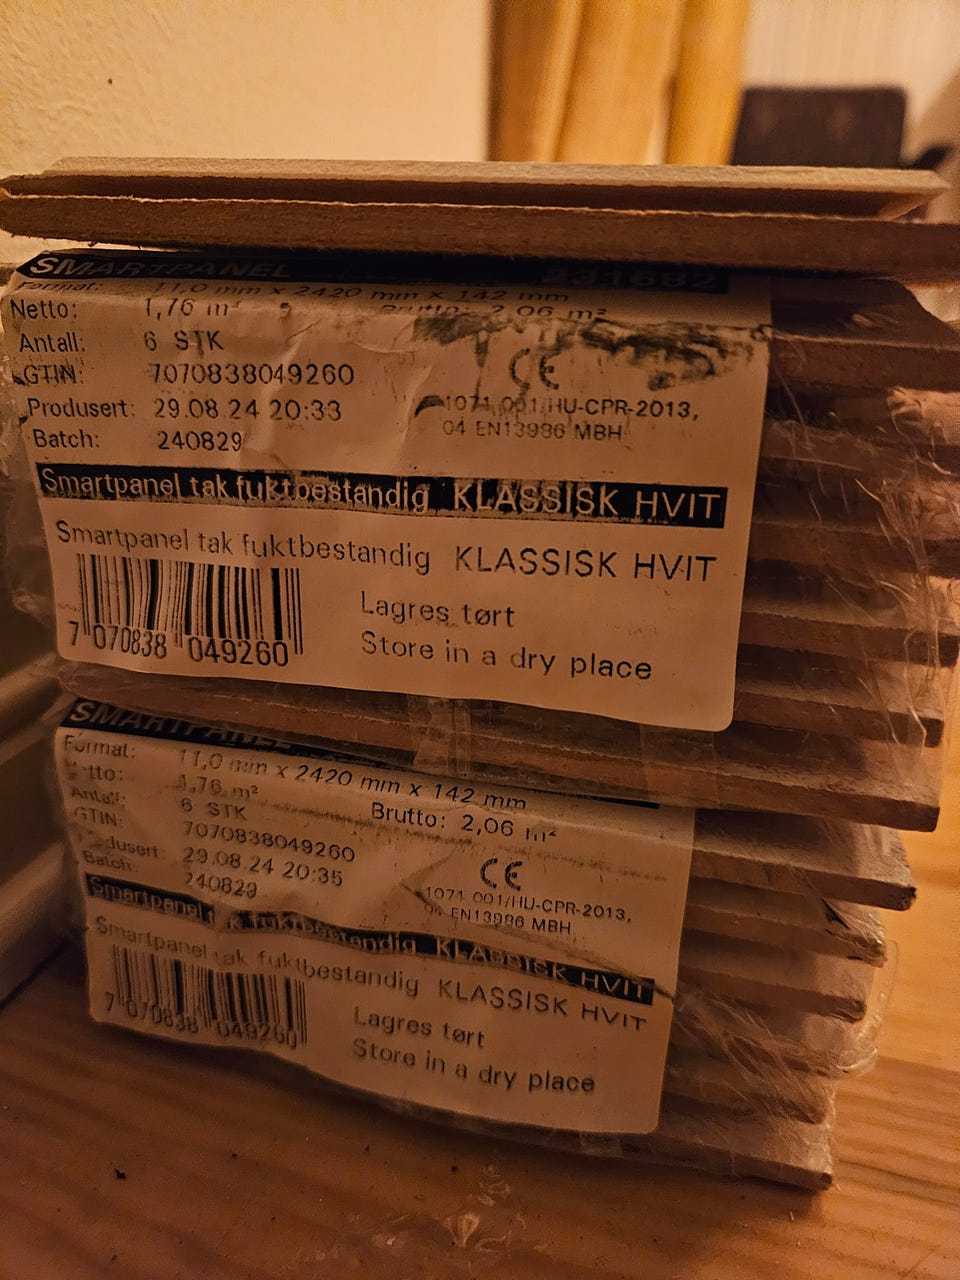 SMARTPANEL 231682
Format: 11,0 mm x 2420 mm x 142 mm
Netto: 1,76 m² Brutto: 2,06 m²
Antall: 6 STK
GTIN: 7070838049260
CE
Produsert: 29.08.24 20:33
1071 001/HU-CPR-2013,
Batch: 240829
04 EN13986 MBH
Smartpanel tak fuktbestandig KLASSISK HVIT
Smartpanel tak fuktbestandig KLASSISK HVIT
Lagres tørt
7 070838 049260
Store in a dry place
SMARTPANEL
Format: 11,0 mm x 2420 mm x 142 mm
tto: 1,76 m² Brutto: 2,06 m²
Antall: 6 STK
GTIN: 7070838049260
CE
dusert 29.08.24 20:35
1071 001/HU-CPR-2013,
Batch: 240829
04 EN13986 MBH
Smartpanel tak fuktbestandig KLASSISK HVIT
Smartpanel tak fuktbestandig KLASSISK HVIT
7 070838 049260
Lagres tørt
Store in a dry place